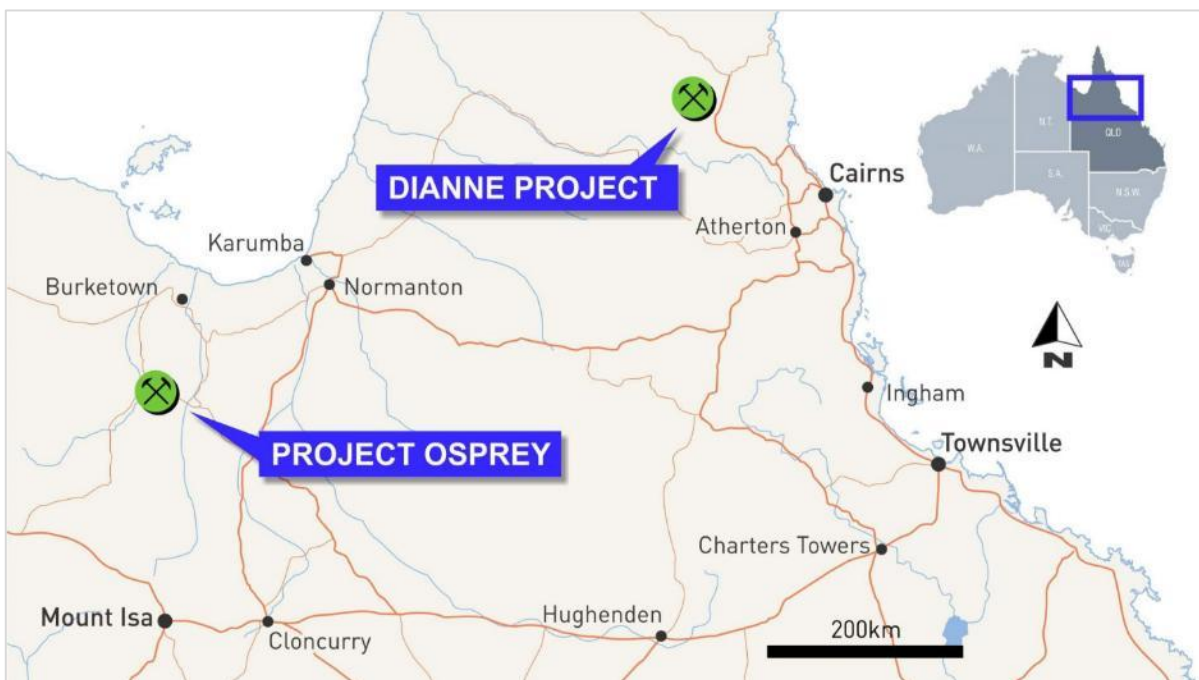 DIANNE PROJECT
Cairns
Atherton
Karumba
Burketown
Normanton
PROJECT OSPREY
Ingham
Townsville
Charters Towers
Mount Isa
Cloncurry
Hughenden
200km
W.A.
N.T.
QLD
S.A.
N.S.W.
VIC
TAS
N